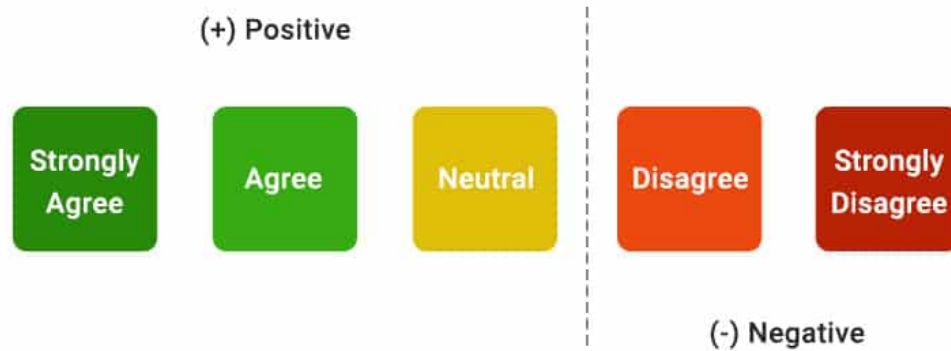 (+) Positive
Strongly
Agree
Agree
Neutral
Disagree
Strongly
Disagree
(-) Negative